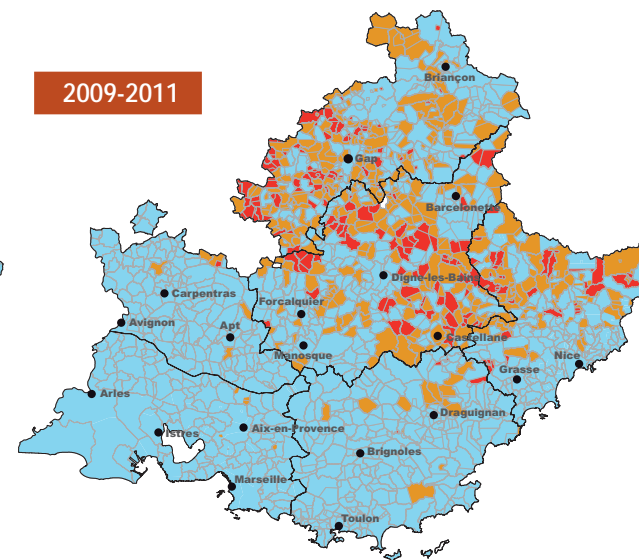 2009-2011
Briançon
Gap
Barcelonette
Digne-les-Bains
Carpentras
Forcalquier
Avignon
Apt
Castellane
Manosque
Nice
Grasse
Arles
Draguignan
Istres
Aix-en-Provence
Brignoles
Marseille
Toulon